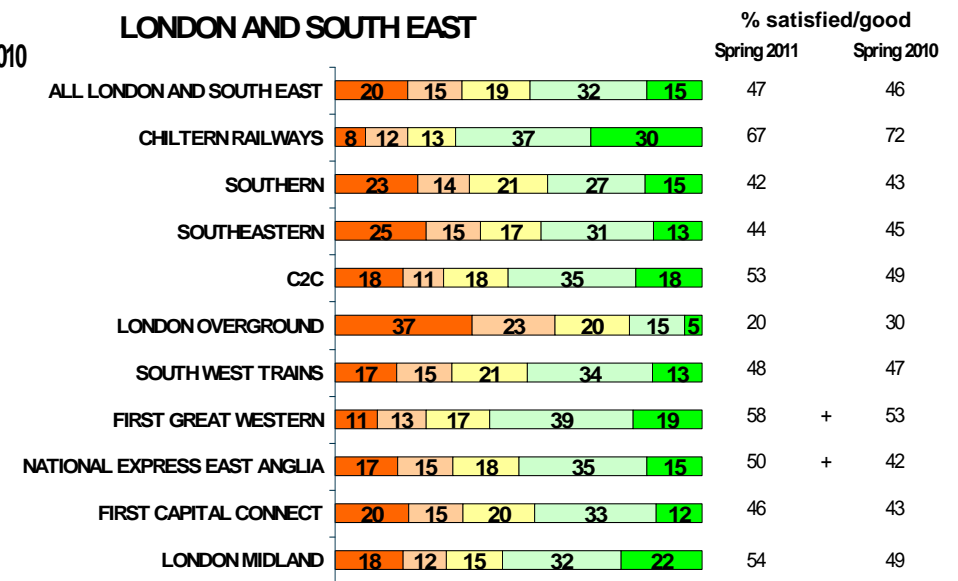 LONDON AND SOUTH EAST
% satisfied/good
010
Spring 2011 Spring 2010
ALL LONDON AND SOUTH EAST 20 15 19 32 15 47 46
CHILTERN RAILWAYS 8 12 13 37 30 67 72
SOUTHERN 23 14 21 27 15 42 43
SOUTHEASTERN 25 15 17 31 13 44 45
C2C 18 11 18 35 18 53 49
LONDON OVERGROUND 37 23 20 15 5 20 30
SOUTH WEST TRAINS 17 15 21 34 13 48 47
FIRST GREAT WESTERN 11 13 17 39 19 58 + 53
NATIONAL EXPRESS EAST ANGLIA 17 15 18 35 15 50 + 42
FIRST CAPITAL CONNECT 20 15 20 33 12 46 43
LONDON MIDLAND 18 12 15 32 22 54 49